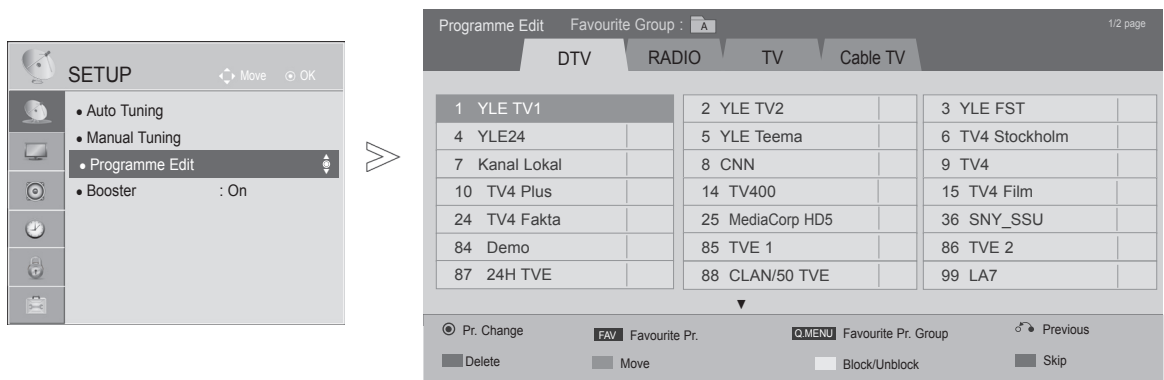 SETUP
Move OK
● Auto Tuning
● Manual Tuning
● Programme Edit
● Booster : On
Programme Edit Favourite Group : A 1/2 page
DTV RADIO TV Cable TV
1 YLE TV1 2 YLE TV2 3 YLE FST
4 YLE24 5 YLE Teema 6 TV4 Stockholm
7 Kanal Lokal 8 CNN 9 TV4
10 TV4 Plus 14 TV400 15 TV4 Film
24 TV4 Fakta 25 MediaCorp HD5 36 SNY_SSU
84 Demo 85 TVE 1 86 TVE 2
87 24H TVE 88 CLAN/50 TVE 99 LA7
▼
Pr. Change FAV Favourite Pr. Q.MENU Favourite Pr. Group Previous
Delete Move Block/Unblock Skip